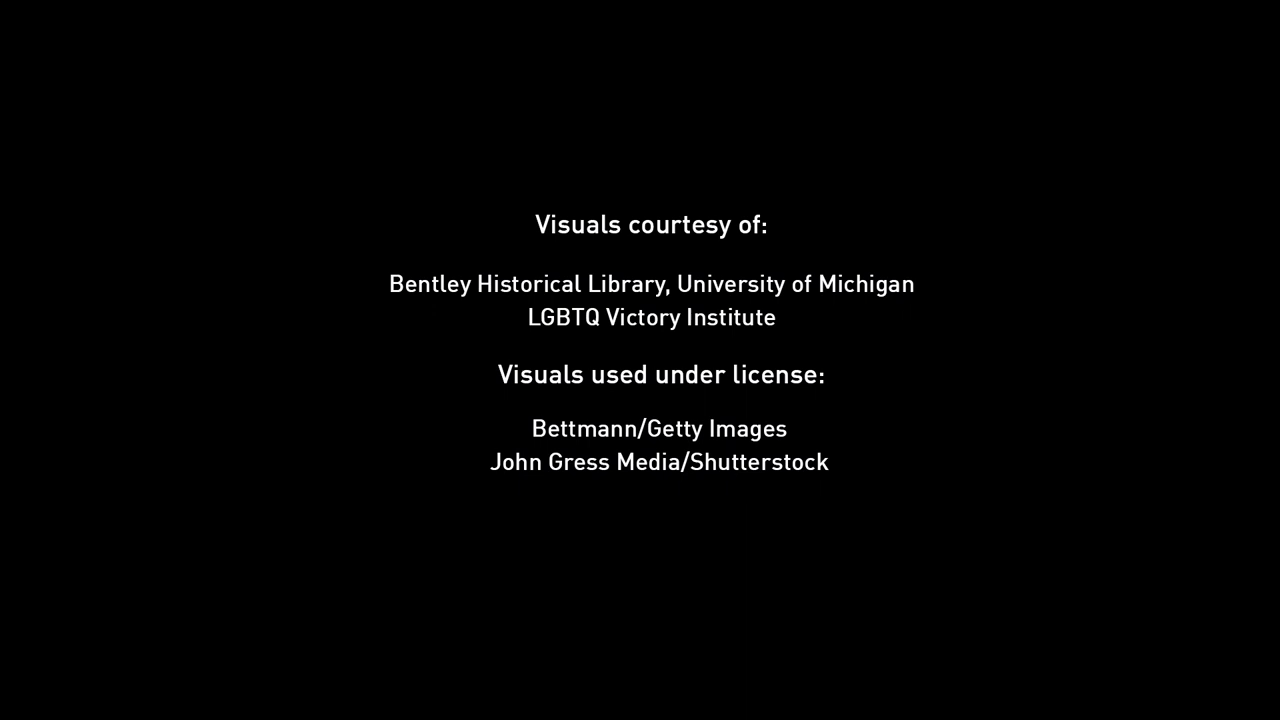 Visuals courtesy of:
Bentley Historical Library, University of Michigan
LGBTQ Victory Institute
Visuals used under license:
Bettmann/Getty Images
John Gress Media/Shutterstock